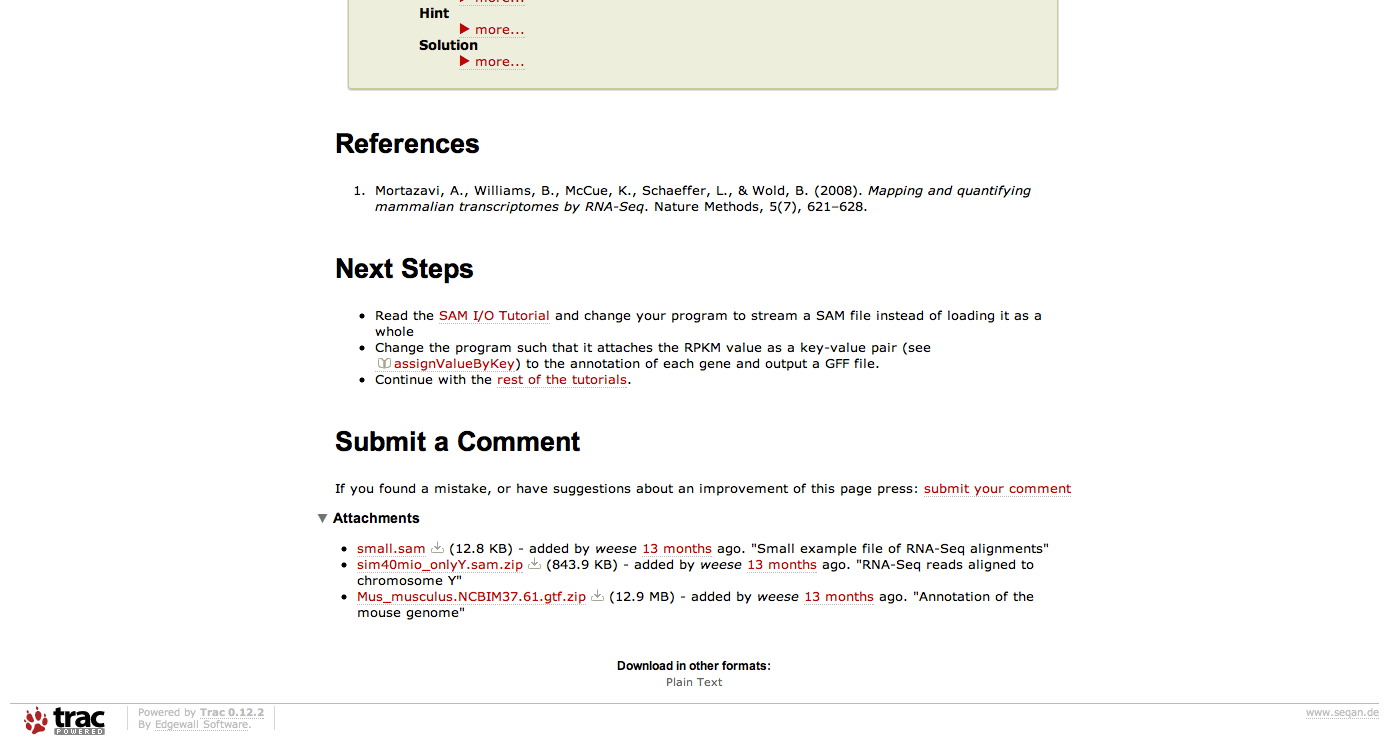 more...
Hint
more...
Solution
more...
References
1. Mortazavi, A., Williams, B., McCue, K., Schaeffer, L., & Wold, B. (2008). Mapping and quantifying
mammalian transcriptomes by RNA-Seq. Nature Methods, 5(7), 621–628.
Next Steps
Read the SAM I/O Tutorial and change your program to stream a SAM file instead of loading it as a
whole
Change the program such that it attaches the RPKM value as a key-value pair (see
assignValueByKey) to the annotation of each gene and output a GFF file.
Continue with the rest of the tutorials.
Submit a Comment
If you found a mistake, or have suggestions about an improvement of this page press: submit your comment
Attachments
small.sam (12.8 KB) - added by weese 13 months ago. "Small example file of RNA-Seq alignments"
sim40mio_onlyY.sam.zip (843.9 KB) - added by weese 13 months ago. "RNA-Seq reads aligned to
chromosome Y"
Mus_musculus.NCBIM37.61.gtf.zip (12.9 MB) - added by weese 13 months ago. "Annotation of the
mouse genome"
Download in other formats:
Plain Text
trac
POWERED
Powered by Trac 0.12.2
By Edgewall Software.
www.seqan.de